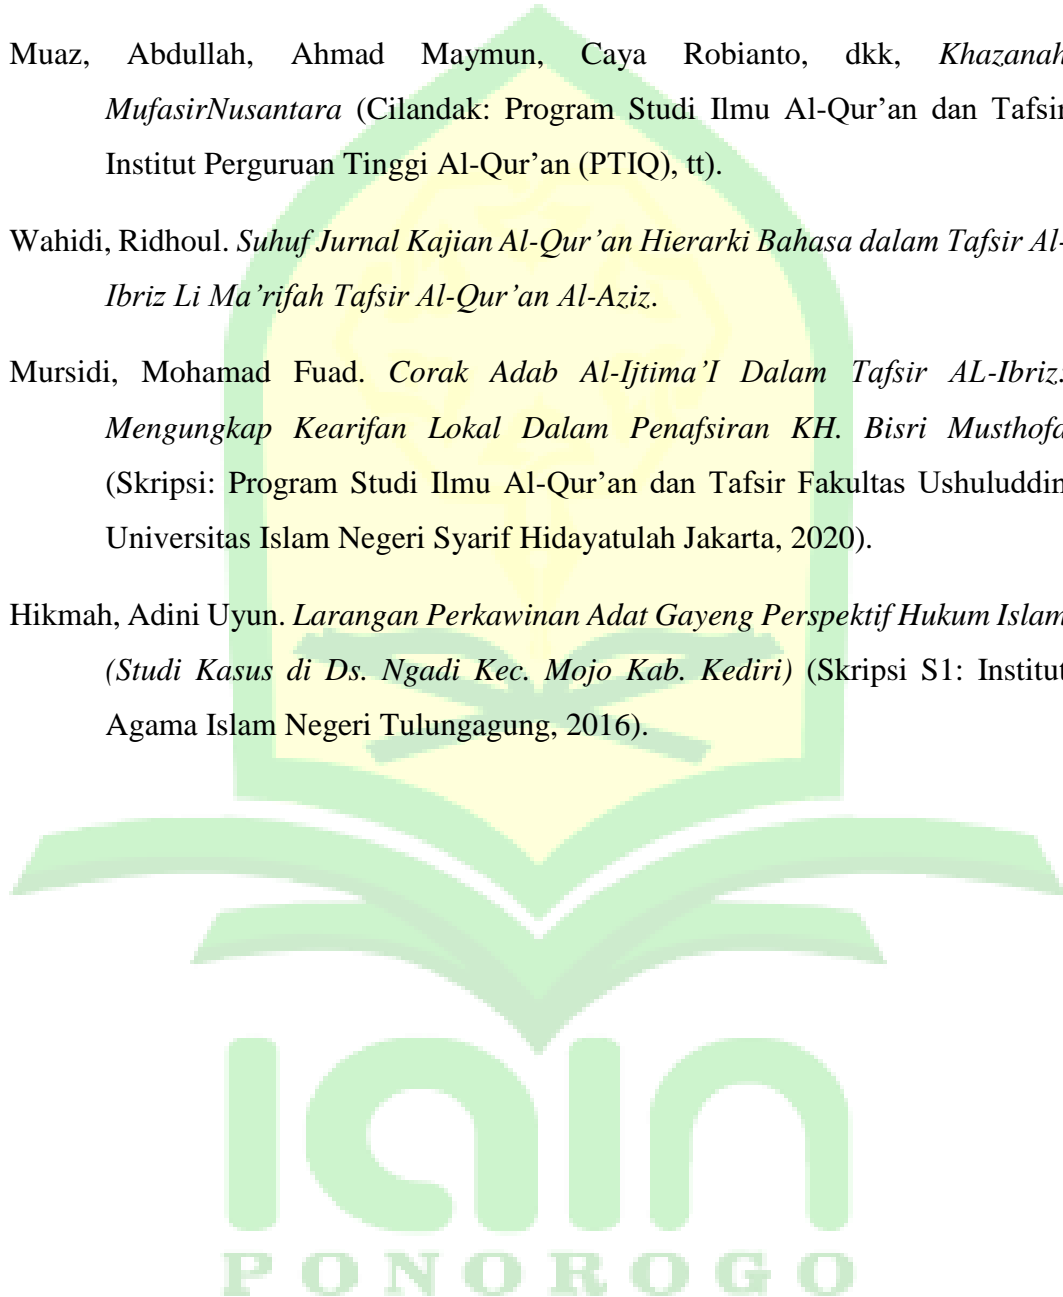 Muaz, Abdullah, Ahmad Maymun, Caya Robianto, dkk, Khazanah
MufasirNusantara (Cilandak: Program Studi Ilmu Al-Qur’an dan Tafsir
Institut Perguruan Tinggi Al-Qur’an (PTIQ), tt).
Wahidi, Ridhoul. Suhuf Jurnal Kajian Al-Qur’an Hierarki Bahasa dalam Tafsir Al-
Ibriz Li Ma’rifah Tafsir Al-Qur’an Al-Aziz.
Mursidi, Mohamad Fuad. Corak Adab Al-Ijtima’I Dalam Tafsir AL-Ibriz:
Mengungkap Kearifan Lokal Dalam Penafsiran KH. Bisri Musthofa
(Skripsi: Program Studi Ilmu Al-Qur’an dan Tafsir Fakultas Ushuluddin
Universitas Islam Negeri Syarif Hidayatulah Jakarta, 2020).
Hikmah, Adini Uyun. Larangan Perkawinan Adat Gayeng Perspektif Hukum Islam
(Studi Kasus di Ds. Ngadi Kec. Mojo Kab. Kediri) (Skripsi S1: Institut
Agama Islam Negeri Tulungagung, 2016).
iain
PONOROGO